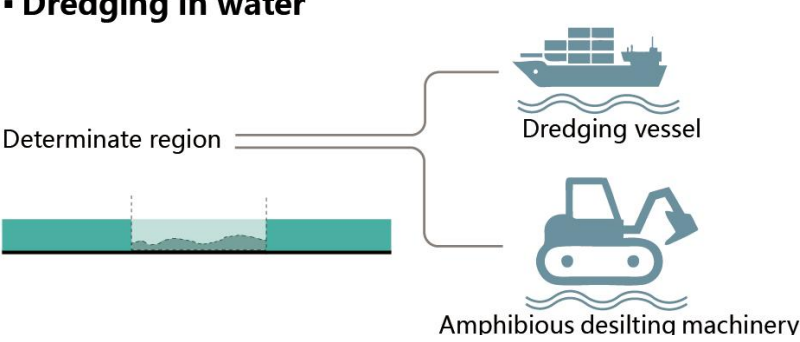 ▪ Dredging in water
Determinate region
Dredging vessel
Amphibious desilting machinery